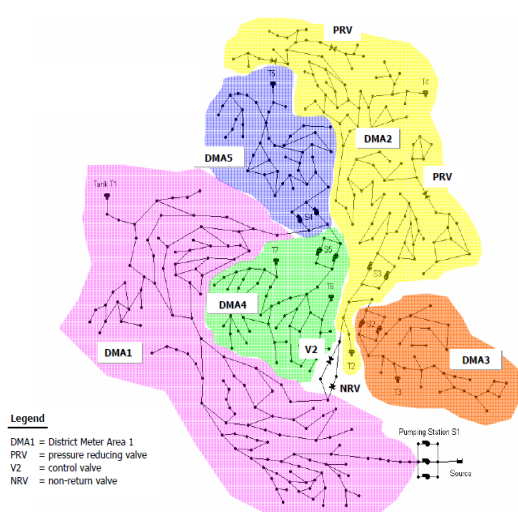 PRV
T5
T4
DMA2
DMA5
PRV
Tank T1
S4
T7
S5
S3
DMA4
T6
S2
DMA1
V2
T2
DMA3
T3
NRV
Legend
DMA1 = District Meter Area 1
PRV = pressure reducing valve
V2 = control valve
NRV = non-return valve
Pumping Station S1
Source